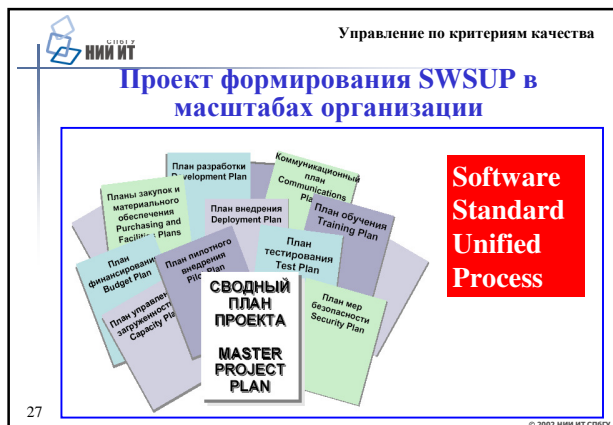 СПбГУ
НИИ ИТ
Управление по критериям качества
Проект формирования SWSUP в
масштабах организации
План разработки
Development Plan
Коммуникационный
план
Communications
Планы закупок и
материального
обеспечения
Purchasing and
Facilities Plans
План внедрения
Deployment Plan
План обучения
Training Plan
План
финансирования
Budget Plan
План пилотного
внедрения
План
тестирования
Test Plan
План
загруженностью
Capacity
СВОДНЫЙ
ПЛАН
ПРОЕКТА
MASTER
PROJECT
PLAN
План мер
безопасности
Security Plan
Software
Standard
Unified
Process
27
© 2002 НИИ ИТ СПбГУ